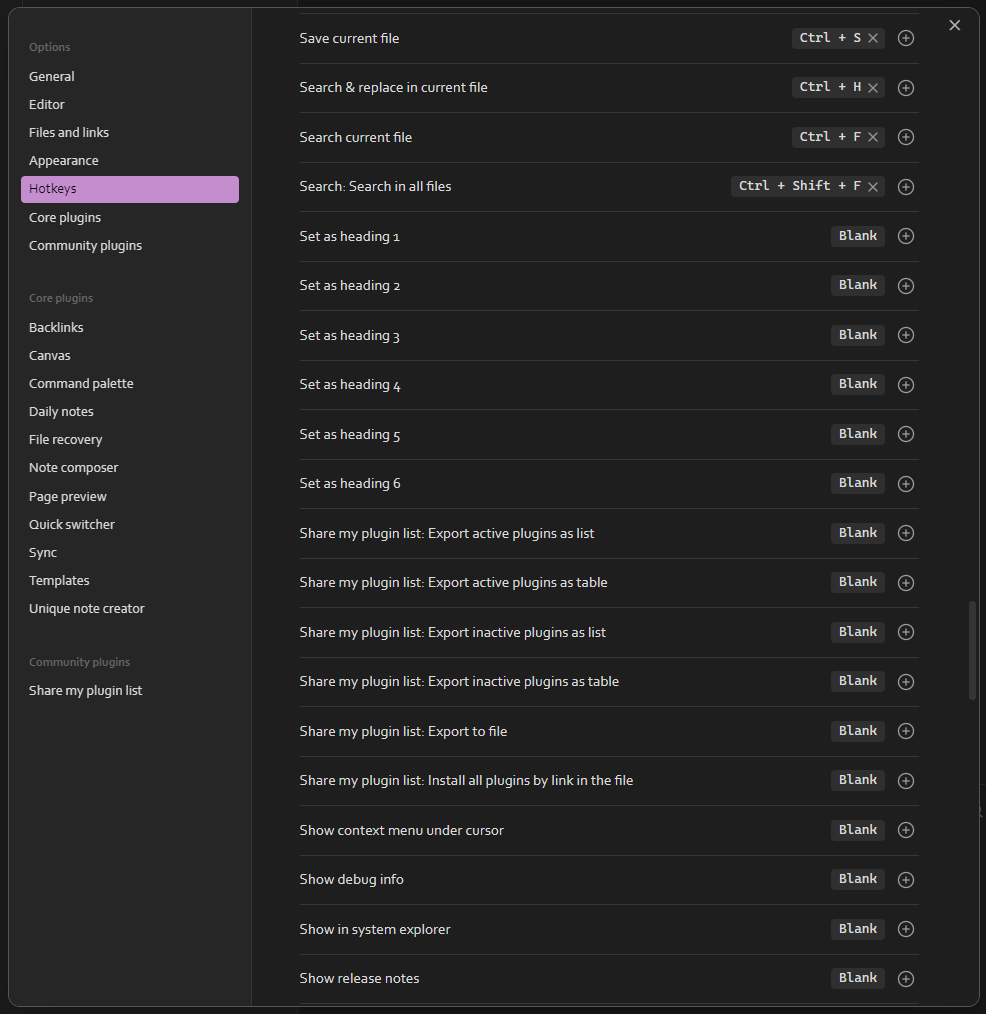 Options
General
Editor
Files and links
Appearance
Hotkeys
Core plugins
Community plugins
Core plugins
Backlinks
Canvas
Command palette
Daily notes
File recovery
Note composer
Page preview
Quick switcher
Sync
Templates
Unique note creator
Community plugins
Share my plugin list
Save current file Ctrl + S
Search & replace in current file Ctrl + H
Search current file Ctrl + F
Search: Search in all files Ctrl + Shift + F
Set as heading 1 Blank
Set as heading 2 Blank
Set as heading 3 Blank
Set as heading 4 Blank
Set as heading 5 Blank
Set as heading 6 Blank
Share my plugin list: Export active plugins as list Blank
Share my plugin list: Export active plugins as table Blank
Share my plugin list: Export inactive plugins as list Blank
Share my plugin list: Export inactive plugins as table Blank
Share my plugin list: Export to file Blank
Share my plugin list: Install all plugins by link in the file Blank
Show context menu under cursor Blank
Show debug info Blank
Show in system explorer Blank
Show release notes Blank